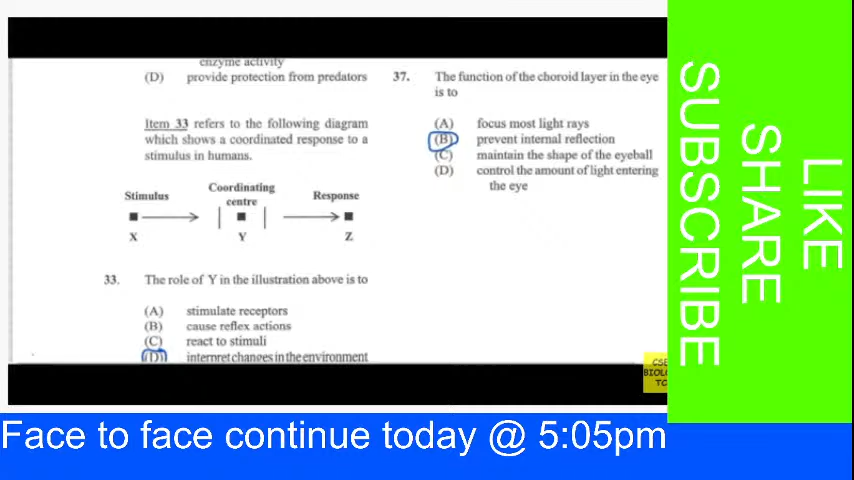 enzyme activity
(D) provide protection from predators
Item 33 refers to the following diagram
which shows a coordinated response to a
stimulus in humans.
Stimulus
Coordinating
centre
Response
X
Y
Z
33. The role of Y in the illustration above is to
(A) stimulate receptors
(B) cause reflex actions
(C) react to stimuli
(D) interpret changes in the environment
37. The function of the choroid layer in the eye
is to
(A) focus most light rays
(B) prevent internal reflection
(C) maintain the shape of the eyeball
(D) control the amount of light entering
the eye
LIKE
SHARE
SUBSCRIBE
Face to face continue today @ 5:05pm